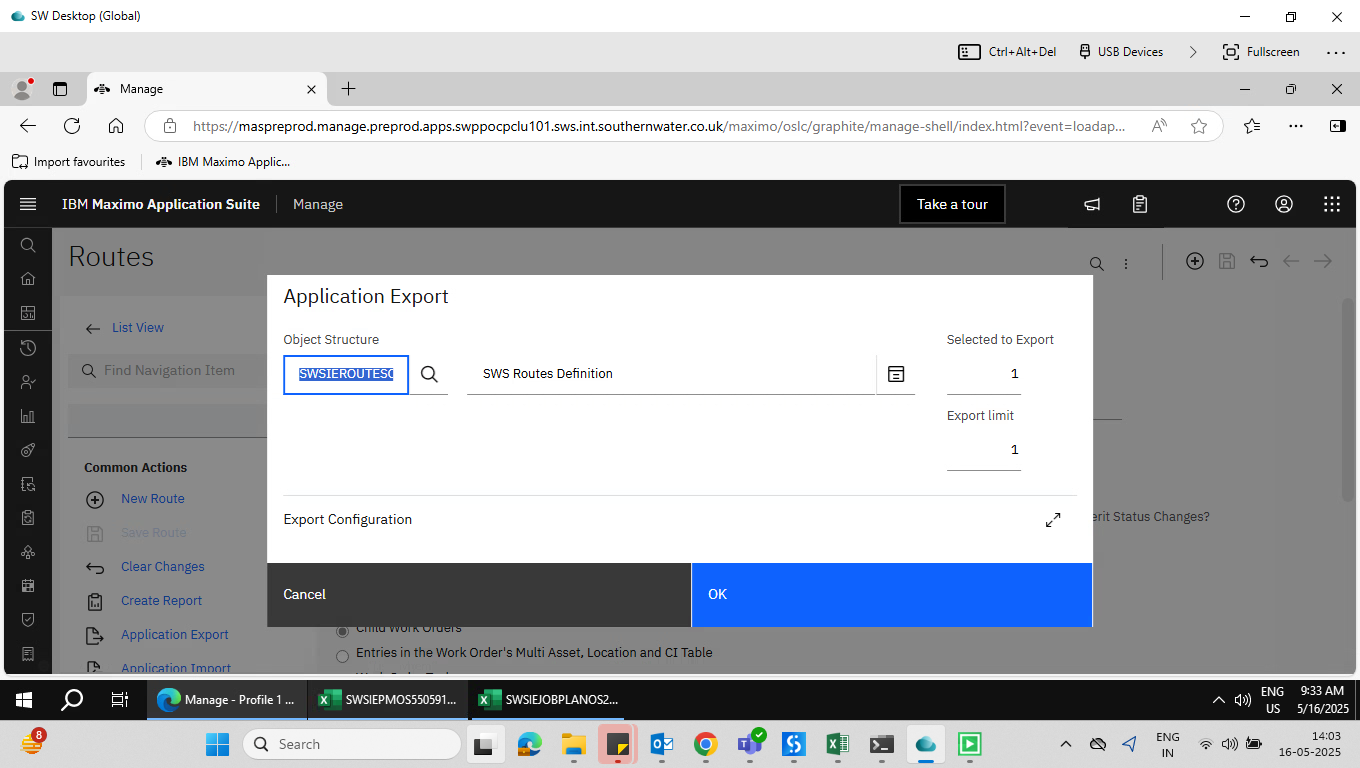 SW Desktop (Global)
Ctrl+Alt+Del
USB Devices
Fullscreen
Manage
https://maspreprod.manage.preprod.apps.swppocpclu101.sws.int.southernwater.co.uk/maximo/oslc/graphite/manage-shell/index.html?event=loadap...
Import favourites
IBM Maximo Applic...
IBM Maximo Application Suite
Manage
Take a tour
Routes
List View
Find Navigation Item
Common Actions
New Route
Save Route
Clear Changes
Create Report
Application Export
Application Import
Application Export
Object Structure
SWSIEROUTESO
SWS Routes Definition
Selected to Export
1
Export limit
1
Export Configuration
Cancel
OK
erit Status Changes?
Child Work Orders
Entries in the Work Order's Multi Asset, Location and CI Table
Manage - Profile 1 ...
SWSIEPMOS550591...
SWSIEJOBPLANOS2...
ENG
US
9:33 AM
5/16/2025
8
Search
ENG
IN
14:03
16-05-2025